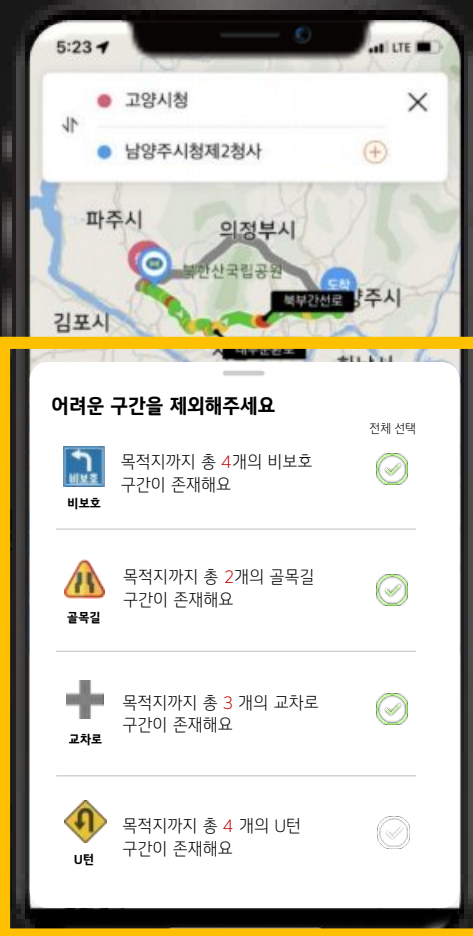 5:23
LTE
고양시청
남양주시청제2청사
파주시
의정부시
북한산국립공원
도착
북부간선로
양주시
김포시
어려운 구간을 제외해주세요
전체 선택
비보호
목적지까지 총 4개의 비보호
구간이 존재해요
비보호
목적지까지 총 2개의 골목길
구간이 존재해요
골목길
목적지까지 총 3 개의 교차로
구간이 존재해요
교차로
목적지까지 총 4 개의 U턴
구간이 존재해요
U턴